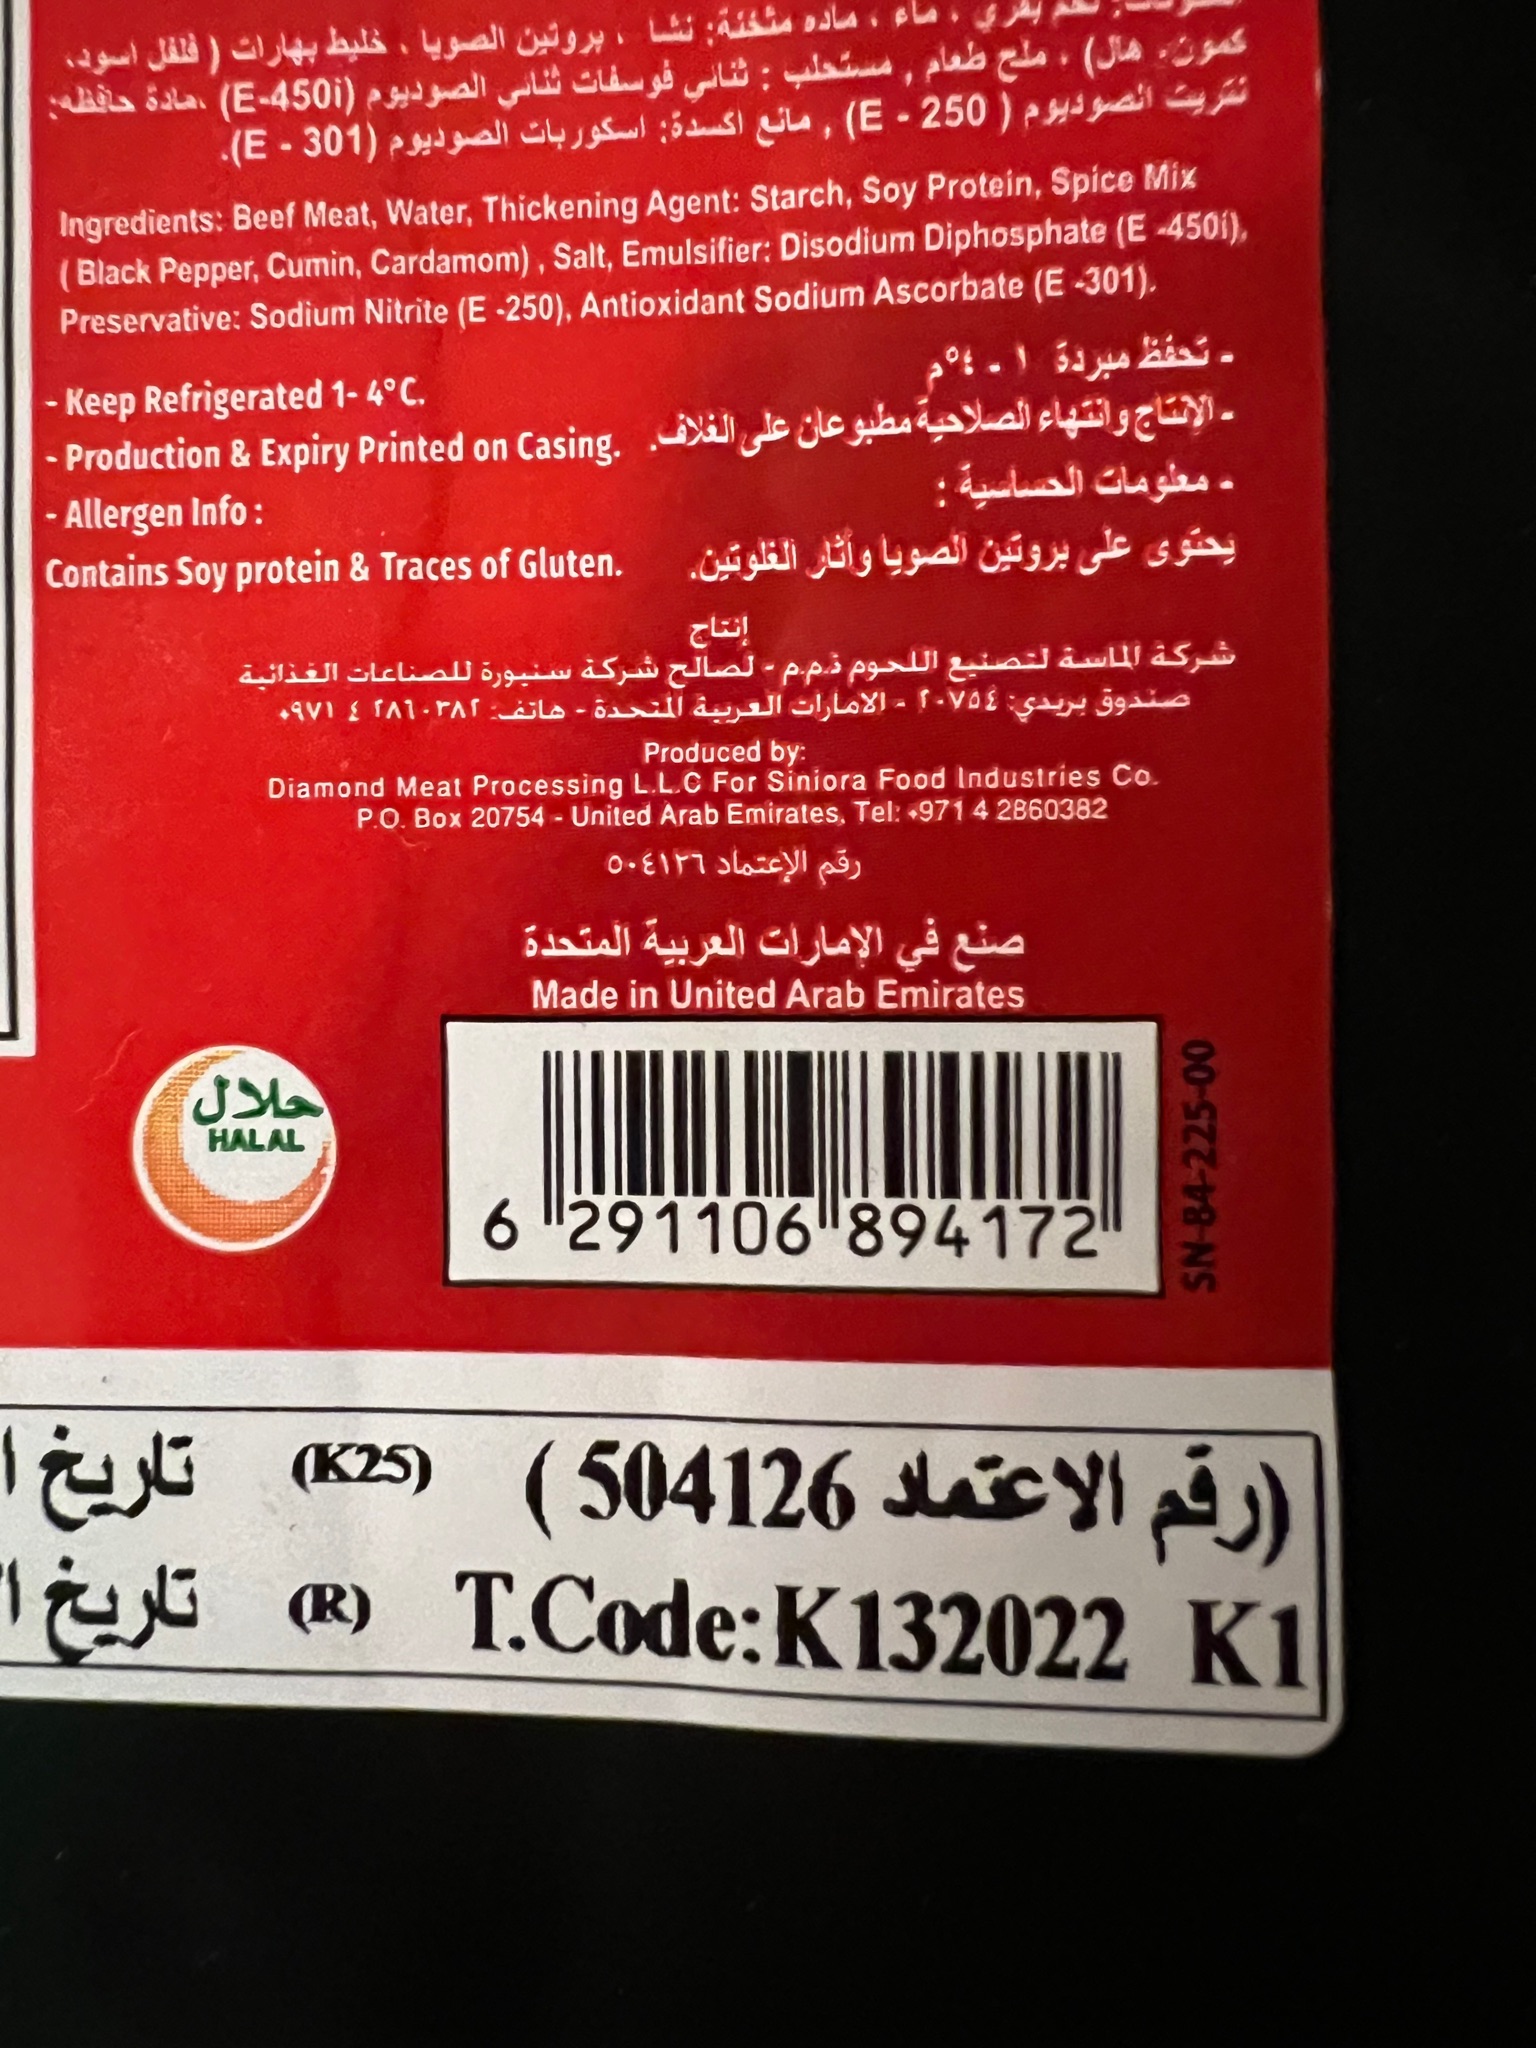 بقري ، ماء ، ماده مثخنة: نشا ، بروتين الصويا ، خليط بهارات ( فلفل اسود،
كمون، هال) ، ملح طعام , مستحلب : ثنائي فوسفات ثنائي الصوديوم (E-450i) ،مادة حافظه:
نتريت الصوديوم ( E - 250) , مانع اكسدة: اسكوربات الصوديوم (E - 301).
Ingredients: Beef Meat, Water, Thickening Agent: Starch, Soy Protein, Spice Mix
( Black Pepper, Cumin, Cardamom) , Salt, Emulsifier: Disodium Diphosphate (E -450i),
Preservative: Sodium Nitrite (E -250), Antioxidant Sodium Ascorbate (E -301).
- تحفظ مبردة ١ - ٤°م
- Keep Refrigerated 1- 4°C.
- الإنتاج وانتهاء الصلاحية مطبوعان على الغلاف.
- Production & Expiry Printed on Casing.
- معلومات الحساسية :
- Allergen Info :
يحتوى على بروتين الصويا وأثار الغلوتين.
Contains Soy protein & Traces of Gluten.
إنتاج
شركة الماسة لتصنيع اللحوم ذ.م.م - لصالح شركة سنيورة للصناعات الغذائية
صندوق بريدي: ٢٠٧٥٤ - الامارات العربية المتحدة - هاتف: ٢٨٦٠٣٨٢ ٤ ٩٧١+
Produced by:
Diamond Meat Processing L.L.C For Siniora Food Industries Co.
P.O. Box 20754 - United Arab Emirates, Tel: +971 4 2860382
رقم الإعتماد ٥٠٤١٢٦
صنع في الإمارات العربية المتحدة
Made in United Arab Emirates
حلال
HALAL
6 291106 894172
SN-B4-225-00
(رقم الاعتماد 504126 ) (K25) تاريخ
T.Code:K132022 K1 (R) تاريخ